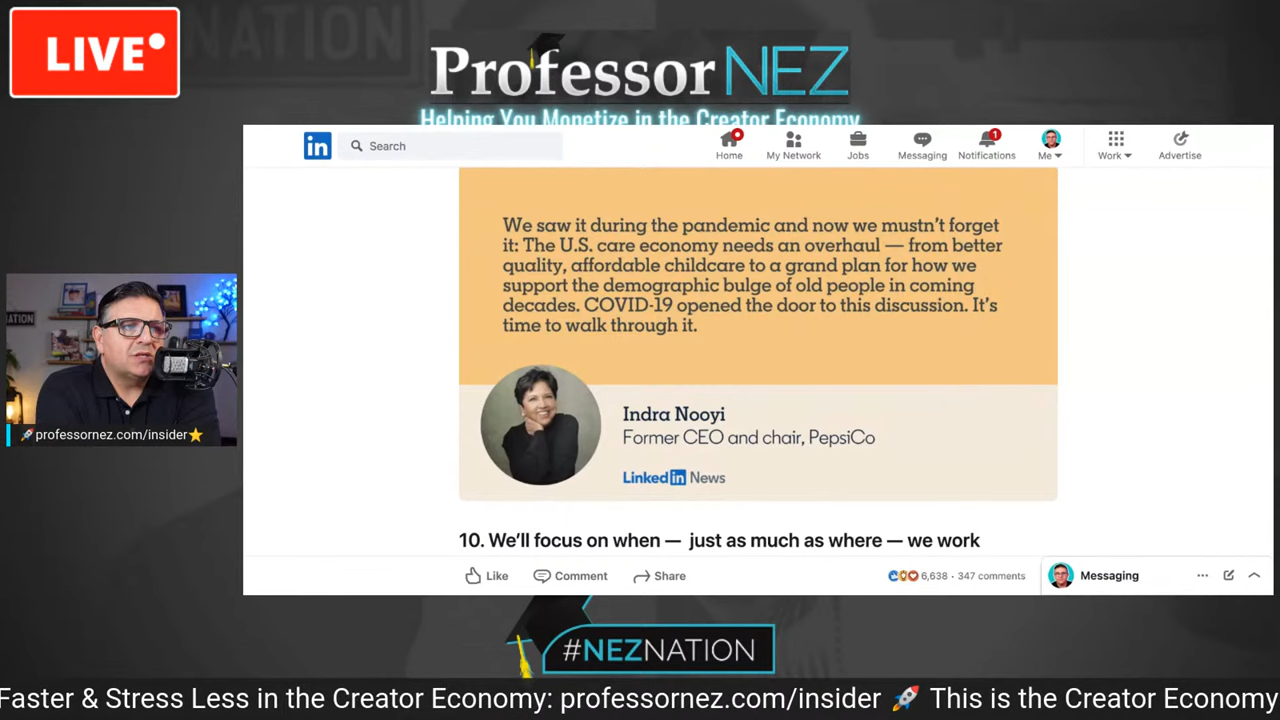 LIVE
NATION
Professor NEZ
Helping You Monetize in the Creator Economy
in
Search
Home
My Network
Jobs
Messaging
1
Notifications
Me
Work
Advertise
We saw it during the pandemic and now we mustn't forget
it: The U.S. care economy needs an overhaul — from better
quality, affordable childcare to a grand plan for how we
support the demographic bulge of old people in coming
decades. COVID-19 opened the door to this discussion. It's
time to walk through it.
Indra Nooyi
Former CEO and chair, PepsiCo
LinkedIn News
10. We'll focus on when — just as much as where — we work
Like
Comment
Share
6,638 · 347 comments
Messaging
NATION
🚀professornez.com/insider⭐
#NEZNATION
Faster & Stress Less in the Creator Economy: professornez.com/insider 🚀 This is the Creator Economy